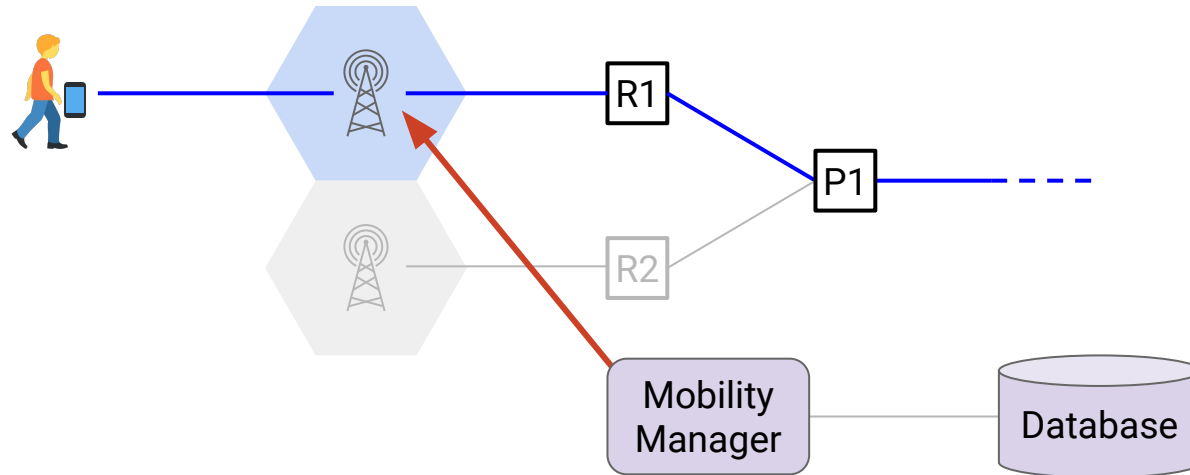 R1
P1
R2
Mobility
Manager
Database